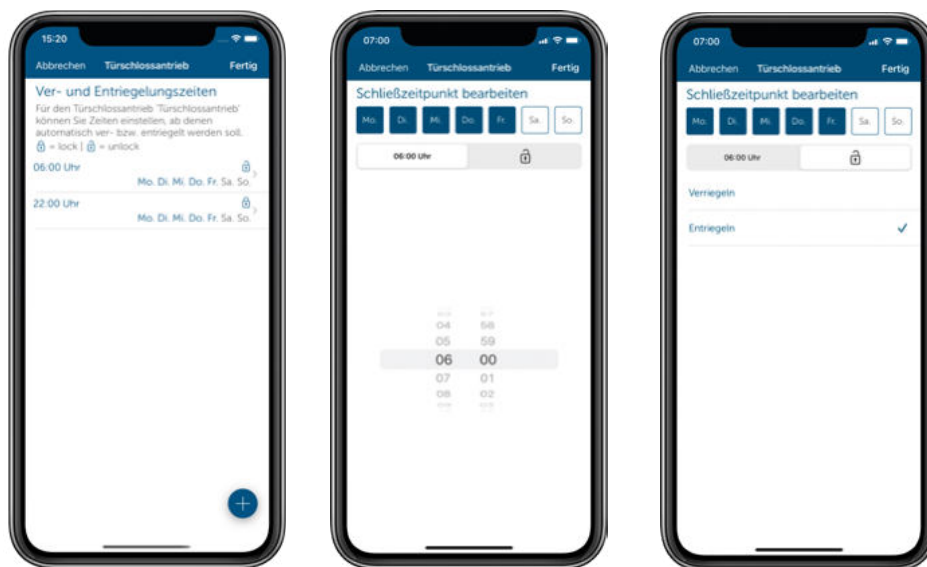 15:20
Abbrechen Türschlossantrieb Fertig
Ver- und Entriegelungszeiten
Für den Türschlossantrieb 'Türschlossantrieb'
können Sie Zeiten einstellen, ab denen
automatisch ver- bzw. entriegelt werden soll.
= lock | = unlock
06:00 Uhr
Mo. Di. Mi. Do. Fr. Sa. So.
22:00 Uhr
Mo. Di. Mi. Do. Fr. Sa. So.
07:00
Abbrechen Türschlossantrieb Fertig
Schließzeitpunkt bearbeiten
Mo. Di. Mi. Do. Fr. Sa. So.
06:00 Uhr
04 58
05 59
06 00
07 01
08 02
07:00
Abbrechen Türschlossantrieb Fertig
Schließzeitpunkt bearbeiten
Mo. Di. Mi. Do. Fr. Sa. So.
06:00 Uhr
Verriegeln
Entriegeln